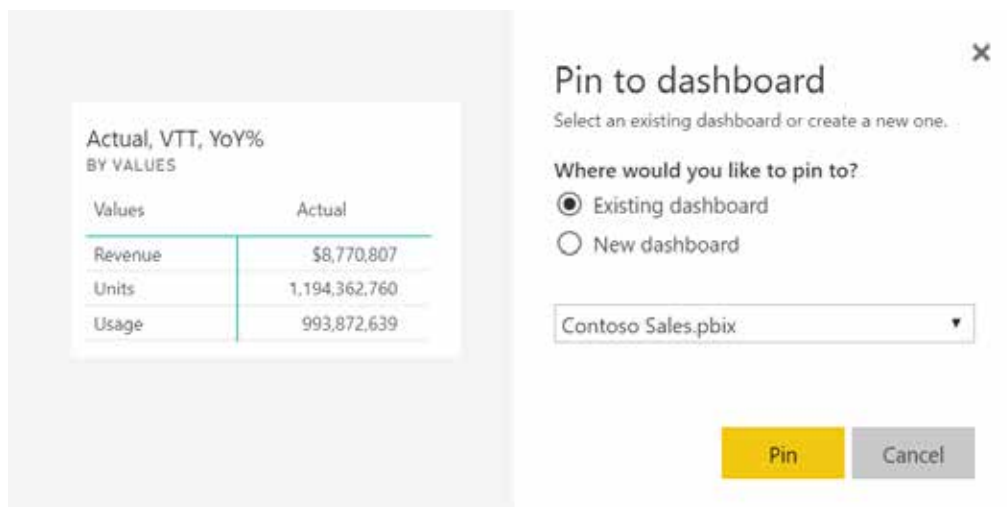 Actual, VTT, YoY%
BY VALUES
Values Actual
Revenue $8,770,807
Units 1,194,362,760
Usage 993,872,639
Pin to dashboard
Select an existing dashboard or create a new one.
Where would you like to pin to?
Existing dashboard
New dashboard
Contoso Sales.pbix
Pin Cancel